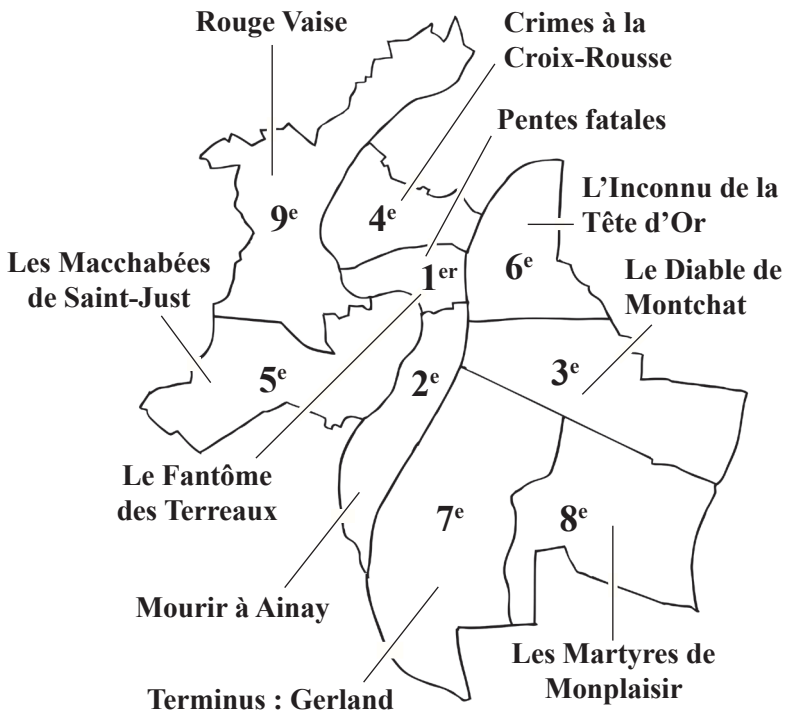 Rouge Vaise
Crimes à la
Croix-Rousse
Pentes fatales
L’Inconnu de la
Tête d’Or
9e
4e
Les Macchabées
de Saint-Just
1er
6e
Le Diable de
Montchat
5e
2e
3e
Le Fantôme
des Terreaux
7e
8e
Mourir à Ainay
Les Martyres de
Monplaisir
Terminus : Gerland